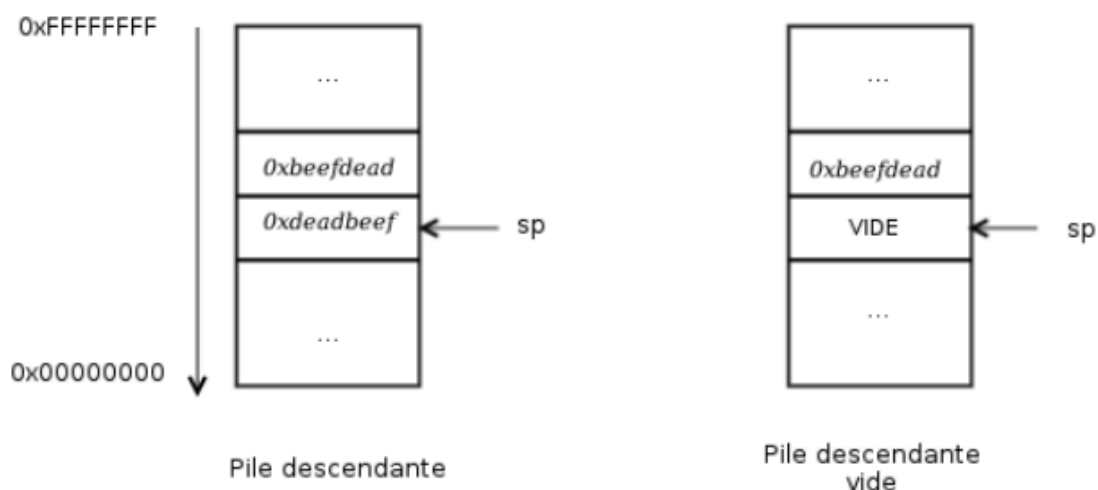 0xFFFFFFFF
...
0xbeefdead
0xdeadbeef
sp
...
0x00000000
Pile descendante
...
0xbeefdead
VIDE
sp
...
Pile descendante
vide